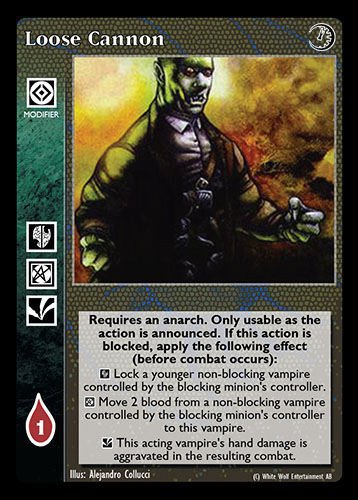 Loose Cannon
MODIFIER
Requires an anarch. Only usable as the
action is announced. If this action is
blocked, apply the following effect
(before combat occurs):
Lock a younger non-blocking vampire
controlled by the blocking minion's controller.
Move 2 blood from a non-blocking vampire
controlled by the blocking minion's controller
to this vampire.
This acting vampire's hand damage is
aggravated in the resulting combat.
1
Illus: Alejandro Collucci
(C) White Wolf Entertainment AB